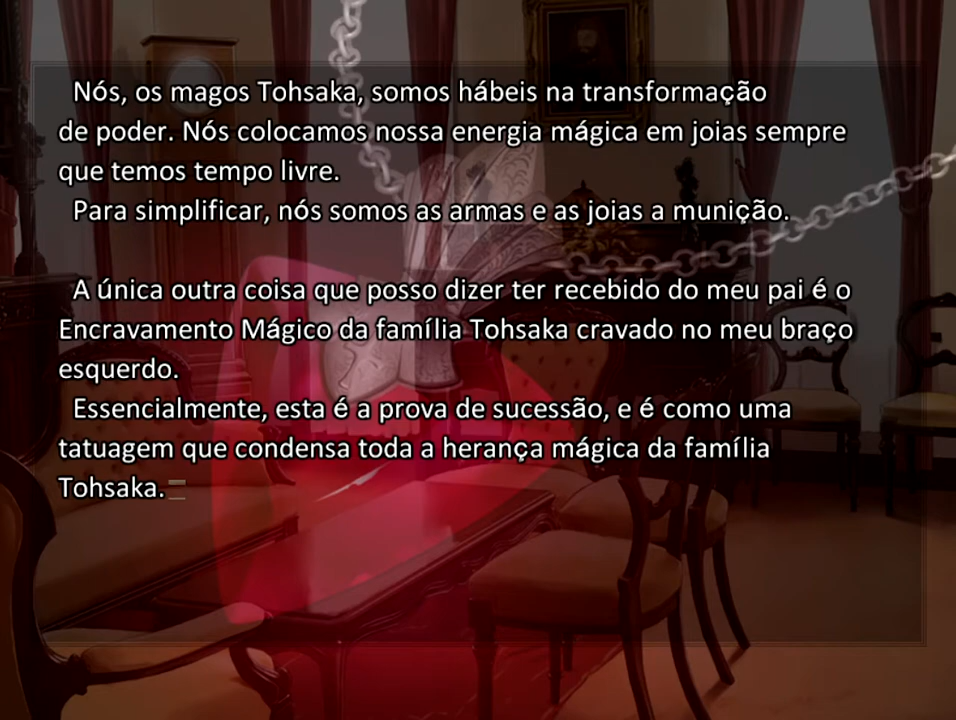 Nós, os magos Tohsaka, somos hábeis na transformação
de poder. Nós colocamos nossa energia mágica em joias sempre
que temos tempo livre.
Para simplificar, nós somos as armas e as joias a munição.
A única outra coisa que posso dizer ter recebido do meu pai é o
Encravamento Mágico da família Tohsaka cravado no meu braço
esquerdo.
Essencialmente, esta é a prova de sucessão, e é como uma
tatuagem que condensa toda a herança mágica da família
Tohsaka.